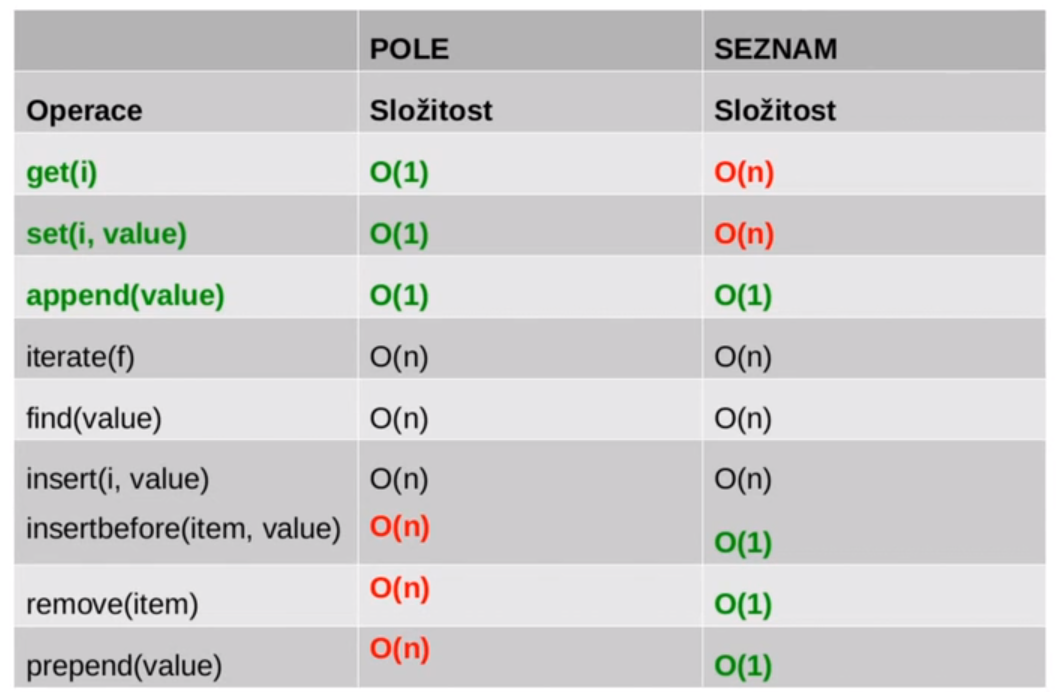 POLE SEZNAM
Operace Složitost Složitost
get(i) O(1) O(n)
set(i, value) O(1) O(n)
append(value) O(1) O(1)
iterate(f) O(n) O(n)
find(value) O(n) O(n)
insert(i, value) O(n) O(n)
insertbefore(item, value) O(n) O(1)
remove(item) O(n) O(1)
prepend(value) O(n) O(1)